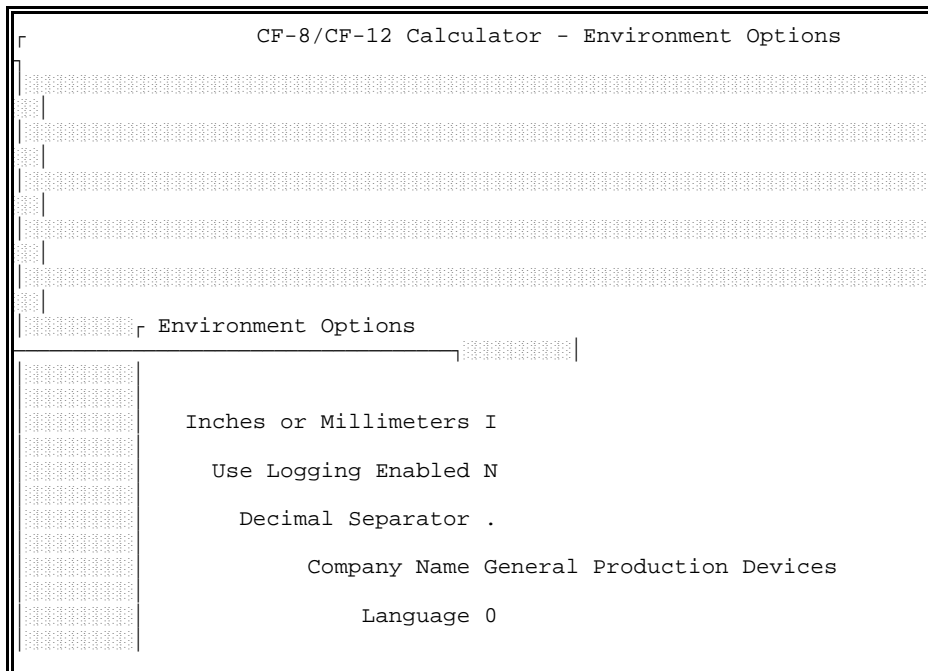 CF-8/CF-12 Calculator - Environment Options
Environment Options
Inches or Millimeters I
Use Logging Enabled N
Decimal Separator .
Company Name General Production Devices
Language 0